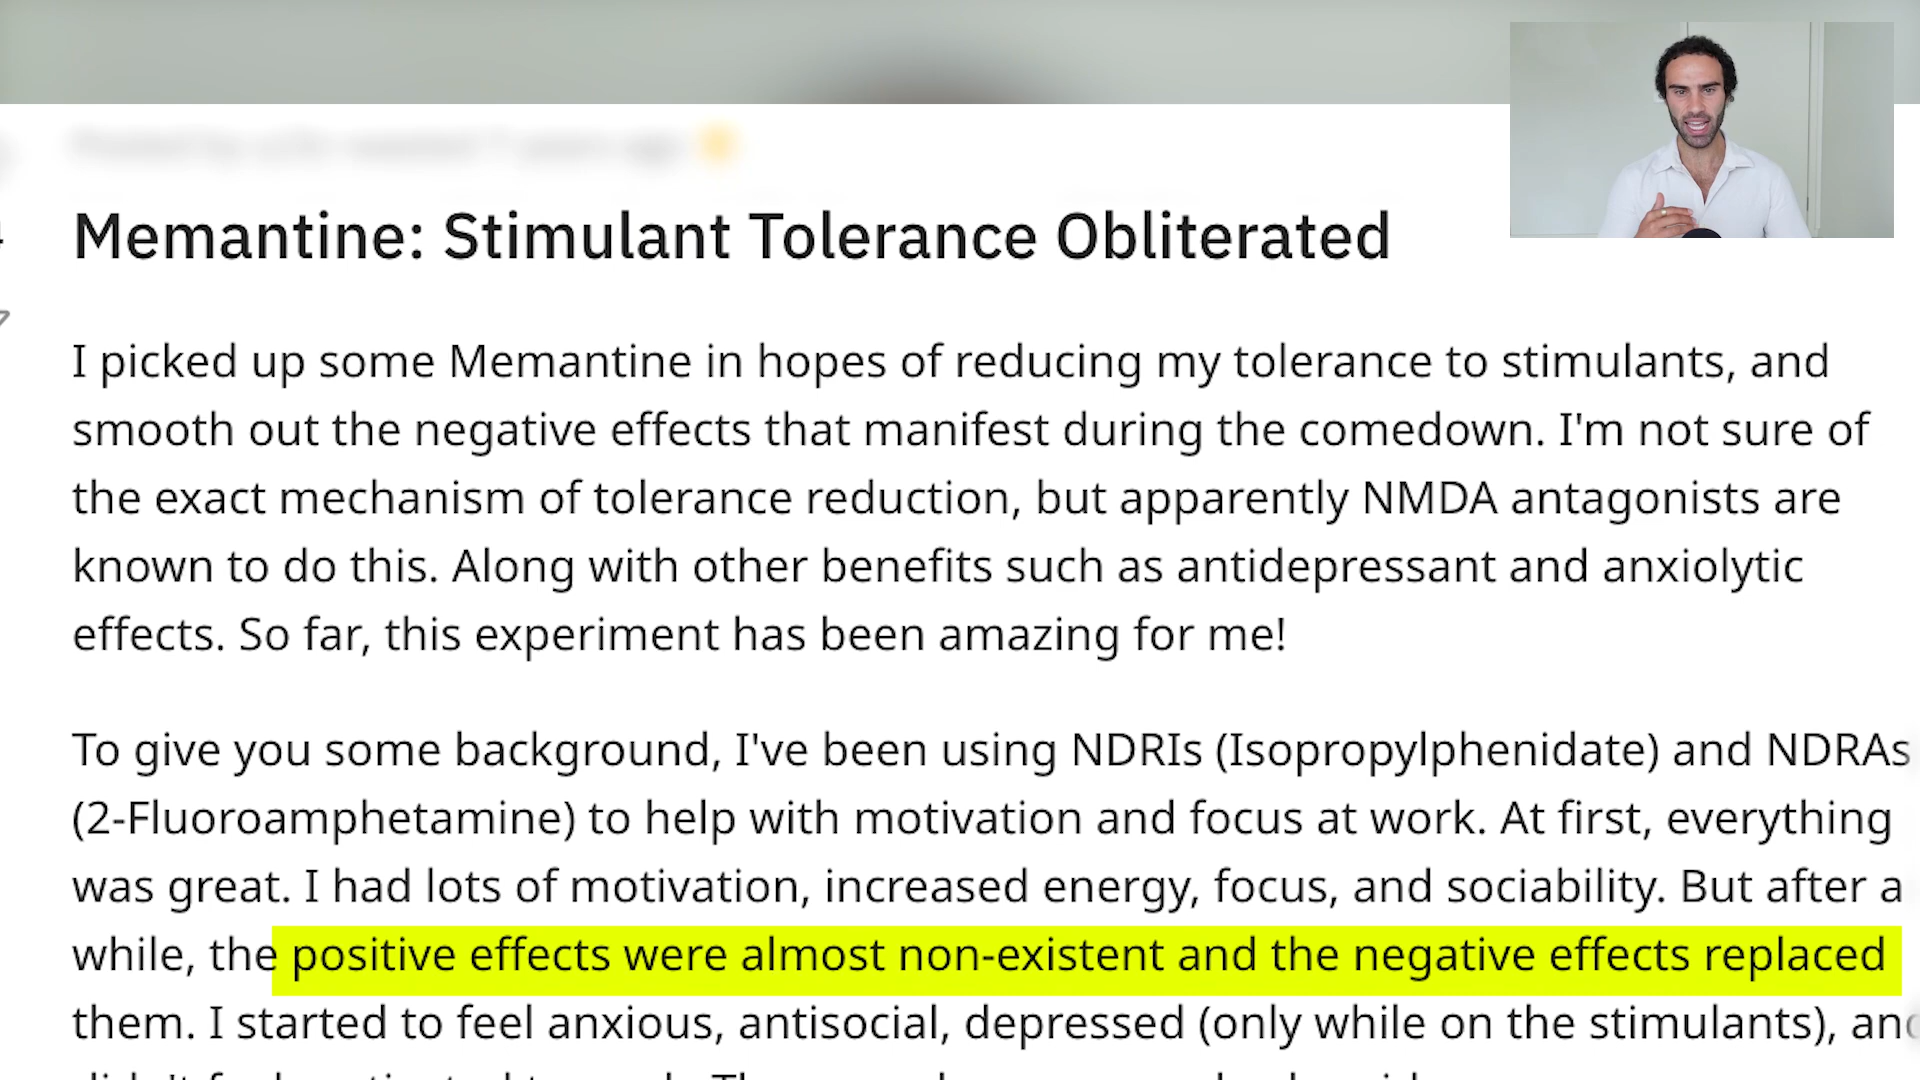 Memantine: Stimulant Tolerance Obliterated
I picked up some Memantine in hopes of reducing my tolerance to stimulants, and
smooth out the negative effects that manifest during the comedown. I'm not sure of
the exact mechanism of tolerance reduction, but apparently NMDA antagonists are
known to do this. Along with other benefits such as antidepressant and anxiolytic
effects. So far, this experiment has been amazing for me!
To give you some background, I've been using NDRIs (Isopropylphenidate) and NDRAs
(2-Fluoroamphetamine) to help with motivation and focus at work. At first, everything
was great. I had lots of motivation, increased energy, focus, and sociability. But after a
while, the positive effects were almost non-existent and the negative effects replaced
them. I started to feel anxious, antisocial, depressed (only while on the stimulants), and